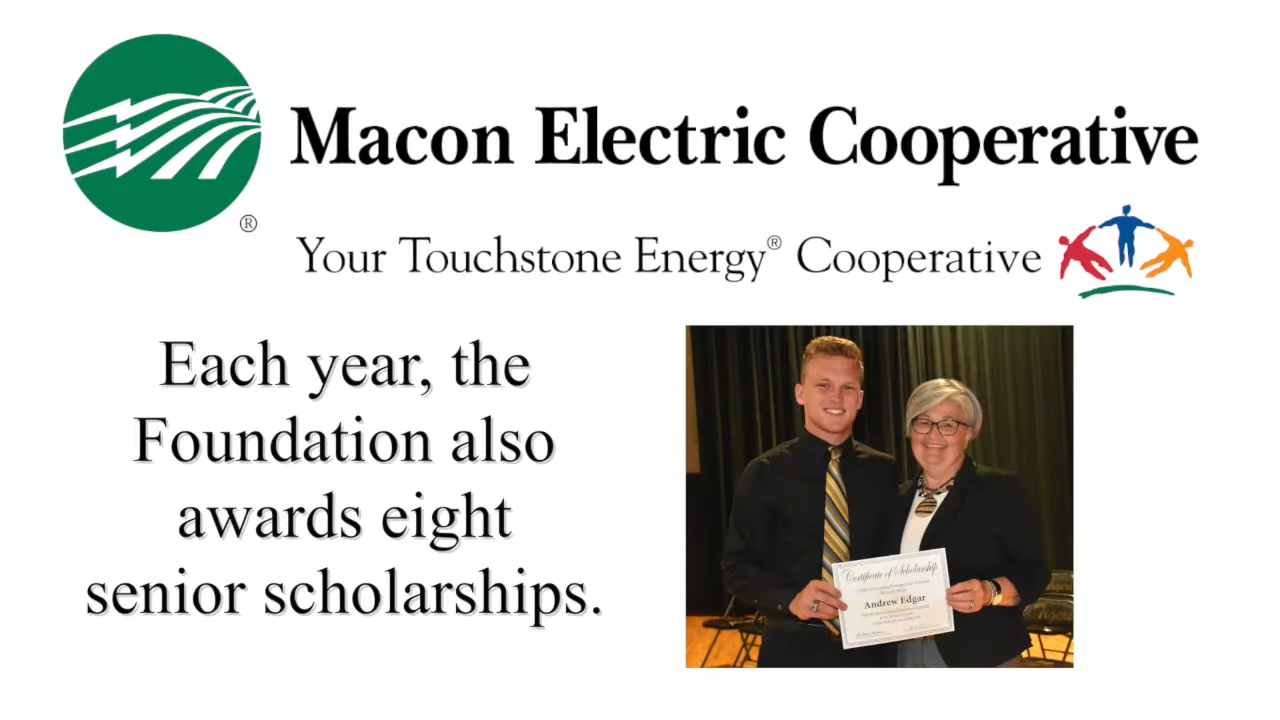 Macon Electric Cooperative
®
Your Touchstone Energy® Cooperative
Each year, the
Foundation also
awards eight
senior scholarships.
Certificate of Scholarship
Andrew Edgar